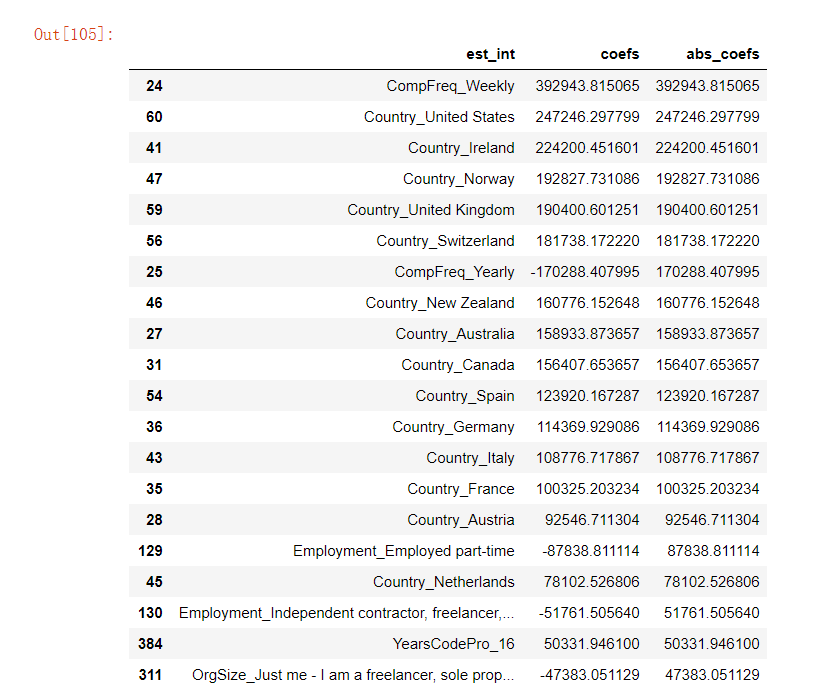 Out[105]:
est_int coefs abs_coefs
24 CompFreq_Weekly 392943.815065 392943.815065
60 Country_United States 247246.297799 247246.297799
41 Country_Ireland 224200.451601 224200.451601
47 Country_Norway 192827.731086 192827.731086
59 Country_United Kingdom 190400.601251 190400.601251
56 Country_Switzerland 181738.172220 181738.172220
25 CompFreq_Yearly -170288.407995 170288.407995
46 Country_New Zealand 160776.152648 160776.152648
27 Country_Australia 158933.873657 158933.873657
31 Country_Canada 156407.653657 156407.653657
54 Country_Spain 123920.167287 123920.167287
36 Country_Germany 114369.929086 114369.929086
43 Country_Italy 108776.717867 108776.717867
35 Country_France 100325.203234 100325.203234
28 Country_Austria 92546.711304 92546.711304
129 Employment_Employed part-time -87838.811114 87838.811114
45 Country_Netherlands 78102.526806 78102.526806
130 Employment_Independent contractor, freelancer,... -51761.505640 51761.505640
384 YearsCodePro_16 50331.946100 50331.946100
311 OrgSize_Just me - I am a freelancer, sole prop... -47383.051129 47383.051129